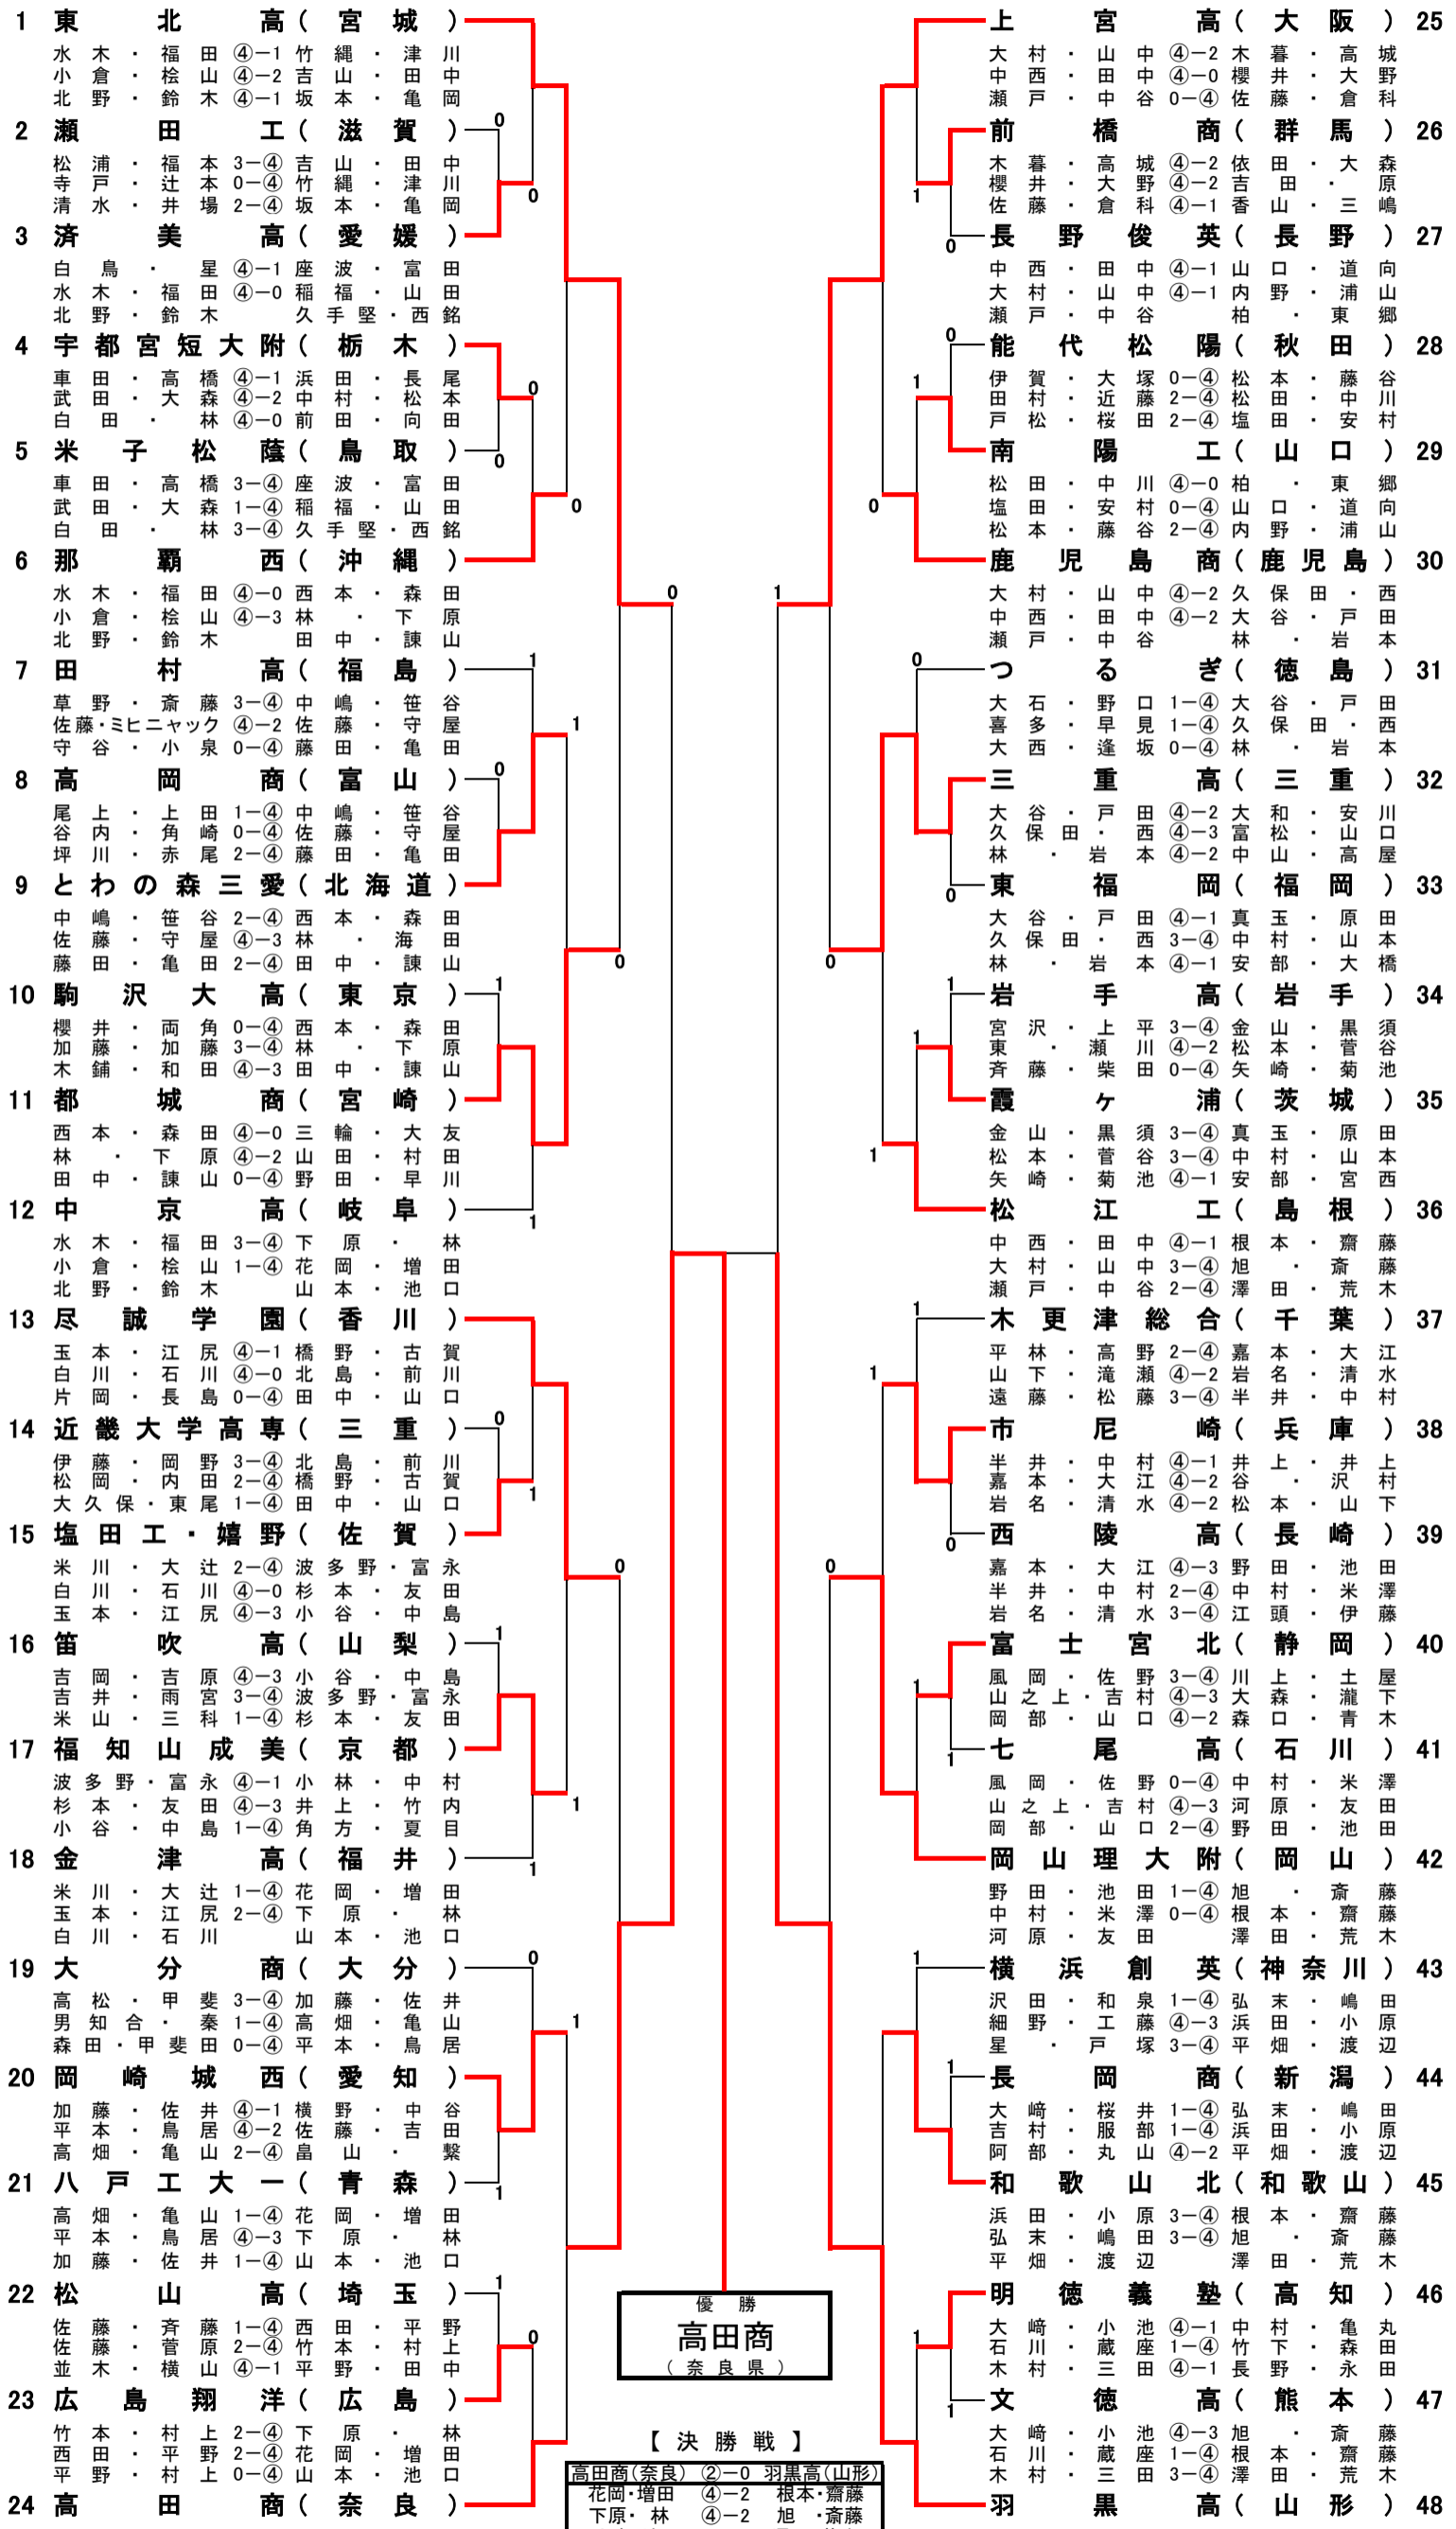 1 東北高(宮城)
水木・福田 ④－1 竹縄・津川
小倉・桧山 ④－2 吉山・田中
北野・鈴木 ④－1 坂本・亀岡
2 瀬田工(滋賀) 0
松浦・福本 3－④ 吉山・田中
寺戸・辻本 0－④ 竹縄・津川
清水・井場 2－④ 坂本・亀岡
0
3 済美高(愛媛)
白鳥・星 ④－1 座波・富田
水木・福田 ④－0 稲福・山田
北野・鈴木 久手堅・西銘
4 宇都宮短大附(栃木)
車田・高橋 ④－1 浜田・長尾
武田・大森 ④－2 中村・松本
白田・林 ④－0 前田・向田
0
5 米子松蔭(鳥取) 0
車田・高橋 3－④ 座波・富田
武田・大森 1－④ 稲福・山田
白田・林 3－④ 久手堅・西銘
0
6 那覇西(沖縄)
水木・福田 ④－0 西本・森田
小倉・桧山 ④－3 林・下原
北野・鈴木 田中・諌山
0
7 田村高(福島) 1
草野・斎藤 3－④ 中嶋・笹谷
佐藤・ミヒニャック ④－2 佐藤・守屋
守谷・小泉 0－④ 藤田・亀田
1
8 高岡商(富山) 0
尾上・上田 1－④ 中嶋・笹谷
谷内・角崎 0－④ 佐藤・守屋
坪川・赤尾 2－④ 藤田・亀田
9 とわの森三愛(北海道)
中嶋・笹谷 2－④ 西本・森田
佐藤・守屋 ④－3 林・海田
藤田・亀田 2－④ 田中・諌山
0
10 駒沢大高(東京) 1
櫻井・両角 0－④ 西本・森田
加藤・加藤 3－④ 林・下原
木鋪・和田 ④－3 田中・諌山
11 都城商(宮崎)
西本・森田 ④－0 三輪・大友
林・下原 ④－2 山田・村田
田中・諌山 0－④ 野田・早川
12 中京高(岐阜) 1
水木・福田 3－④ 下原・林
小倉・桧山 1－④ 花岡・増田
北野・鈴木 山本・池口
13 尽誠学園(香川)
玉本・江尻 ④－1 橋野・古賀
白川・石川 ④－0 北島・前川
片岡・長島 0－④ 田中・山口
14 近畿大学高専(三重) 0
伊藤・岡野 3－④ 北島・前川
松岡・内田 2－④ 橋野・古賀
大久保・東尾 1－④ 田中・山口
1
15 塩田工・嬉野(佐賀)
米川・大辻 2－④ 波多野・富永
白川・石川 ④－0 杉本・友田
玉本・江尻 ④－3 小谷・中島
0
16 笛吹高(山梨) 1
吉岡・吉原 ④－3 小谷・中島
吉井・雨宮 3－④ 波多野・富永
米山・三科 1－④ 杉本・友田
17 福知山成美(京都)
波多野・富永 ④－1 小林・中村
杉本・友田 ④－3 井上・竹内
小谷・中島 1－④ 角方・夏目
1
18 金津高(福井) 1
米川・大辻 1－④ 花岡・増田
玉本・江尻 2－④ 下原・林
白川・石川 山本・池口
19 大分商(大分) 0
高松・甲斐 3－④ 加藤・佐井
男知合・秦 1－④ 高畑・亀山
森田・甲斐田 0－④ 平本・鳥居
1
20 岡崎城西(愛知)
加藤・佐井 ④－1 横野・中谷
平本・鳥居 ④－2 佐藤・吉田
高畑・亀山 2－④ 畠山・繋
21 八戸工大一(青森) 1
高畑・亀山 1－④ 花岡・増田
平本・鳥居 ④－3 下原・林
加藤・佐井 1－④ 山本・池口
22 松山高(埼玉) 1
佐藤・斉藤 1－④ 西田・平野
佐藤・菅原 2－④ 竹本・村上
並木・横山 ④－1 平野・田中
0
23 広島翔洋(広島)
竹本・村上 2－④ 下原・林
西田・平野 2－④ 花岡・増田
平野・村上 0－④ 山本・池口
24 高田商(奈良)
上宮高(大阪) 25
大村・山中 ④－2 木暮・高城
中西・田中 ④－0 櫻井・大野
瀬戸・中谷 0－④ 佐藤・倉科
前橋商(群馬) 26
木暮・高城 ④－2 依田・大森
櫻井・大野 ④－2 吉田・原
佐藤・倉科 ④－1 香山・三嶋
1
0 長野俊英(長野) 27
中西・田中 ④－1 山口・道向
大村・山中 ④－1 内野・浦山
瀬戸・中谷 柏・東郷
0 能代松陽(秋田) 28
伊賀・大塚 0－④ 松本・藤谷
田村・近藤 2－④ 松田・中川
戸松・桜田 2－④ 塩田・安村
1
南陽工(山口) 29
松田・中川 ④－0 柏・東郷
塩田・安村 0－④ 山口・道向
松本・藤谷 2－④ 内野・浦山
0
鹿児島商(鹿児島) 30
大村・山中 ④－2 久保田・西
中西・田中 ④－2 大谷・戸田
瀬戸・中谷 林・岩本
1
0 つるぎ(徳島) 31
大石・野口 1－④ 大谷・戸田
喜多・早見 1－④ 久保田・西
大西・逢坂 0－④ 林・岩本
三重高(三重) 32
大谷・戸田 ④－2 大和・安川
久保田・西 ④－3 富松・山口
林・岩本 ④－2 中山・高屋
0 東福岡(福岡) 33
大谷・戸田 ④－1 真玉・原田
久保田・西 3－④ 中村・山本
林・岩本 ④－1 安部・大橋
0
1 岩手高(岩手) 34
宮沢・上平 3－④ 金山・黒須
東・瀬川 ④－2 松本・菅谷
斉藤・柴田 0－④ 矢崎・菊池
1
霞ヶ浦(茨城) 35
金山・黒須 3－④ 真玉・原田
松本・菅谷 3－④ 中村・山本
矢崎・菊池 ④－1 安部・宮西
1
松江工(島根) 36
中西・田中 ④－1 根本・齋藤
大村・山中 3－④ 旭・斎藤
瀬戸・中谷 2－④ 澤田・荒木
1 木更津総合(千葉) 37
平林・高野 2－④ 嘉本・大江
山下・滝瀬 ④－2 岩名・清水
遠藤・松藤 3－④ 半井・中村
1
市尼崎(兵庫) 38
半井・中村 ④－1 井上・井上
嘉本・大江 ④－2 谷・沢村
岩名・清水 ④－2 松本・山下
0 西陵高(長崎) 39
嘉本・大江 ④－3 野田・池田
半井・中村 2－④ 中村・米澤
岩名・清水 3－④ 江頭・伊藤
0
富士宮北(静岡) 40
風岡・佐野 3－④ 川上・土屋
山之上・吉村 ④－3 大森・瀧下
岡部・山口 ④－2 森口・青木
1
1 七尾高(石川) 41
風岡・佐野 0－④ 中村・米澤
山之上・吉村 ④－3 河原・友田
岡部・山口 2－④ 野田・池田
岡山理大附(岡山) 42
野田・池田 1－④ 旭・斎藤
中村・米澤 0－④ 根本・齋藤
河原・友田 澤田・荒木
1 横浜創英(神奈川) 43
沢田・和泉 1－④ 弘末・嶋田
細野・工藤 ④－3 浜田・小原
星・戸塚 3－④ 平畑・渡辺
1 長岡商(新潟) 44
大﨑・桜井 1－④ 弘末・嶋田
吉村・服部 1－④ 浜田・小原
阿部・丸山 ④－2 平畑・渡辺
和歌山北(和歌山) 45
浜田・小原 3－④ 根本・齋藤
弘末・嶋田 3－④ 旭・斎藤
平畑・渡辺 澤田・荒木
明徳義塾(高知) 46
大﨑・小池 ④－1 中村・亀丸
石川・蔵座 1－④ 竹下・森田
木村・三田 ④－1 長野・永田
1
1 文徳高(熊本) 47
大﨑・小池 ④－3 旭・斎藤
石川・蔵座 1－④ 根本・齋藤
木村・三田 3－④ 澤田・荒木
羽黒高(山形) 48
優勝
高田商
(奈良県)
【決勝戦】
高田商(奈良) ②－0 羽黒高(山形)
花岡・増田 ④－2 根本・齋藤
下原・林 ④－2 旭・斎藤